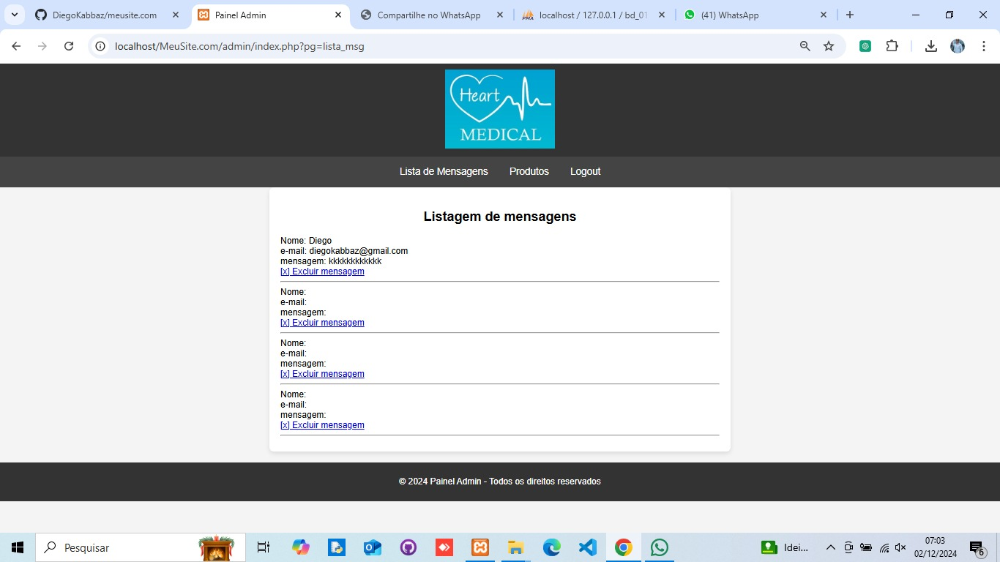 DiegoKabbaz/meusite.com
Painel Admin
Compartilhe no WhatsApp
localhost / 127.0.0.1 / bd_01
(41) WhatsApp
localhost/MeuSite.com/admin/index.php?pg=lista_msg
Heart
MEDICAL
Lista de Mensagens
Produtos
Logout
Listagem de mensagens
Nome: Diego
e-mail: diegokabbaz@gmail.com
mensagem: kkkkkkkkkkkk
[x] Excluir mensagem
Nome:
e-mail:
mensagem:
[x] Excluir mensagem
Nome:
e-mail:
mensagem:
[x] Excluir mensagem
Nome:
e-mail:
mensagem:
[x] Excluir mensagem
© 2024 Painel Admin - Todos os direitos reservados
Pesquisar
Idei...
07:03
02/12/2024
6